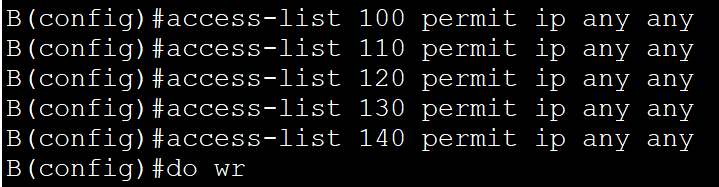 B(config)#access-list 100 permit ip any any
B(config)#access-list 110 permit ip any any
B(config)#access-list 120 permit ip any any
B(config)#access-list 130 permit ip any any
B(config)#access-list 140 permit ip any any
B(config)#do wr